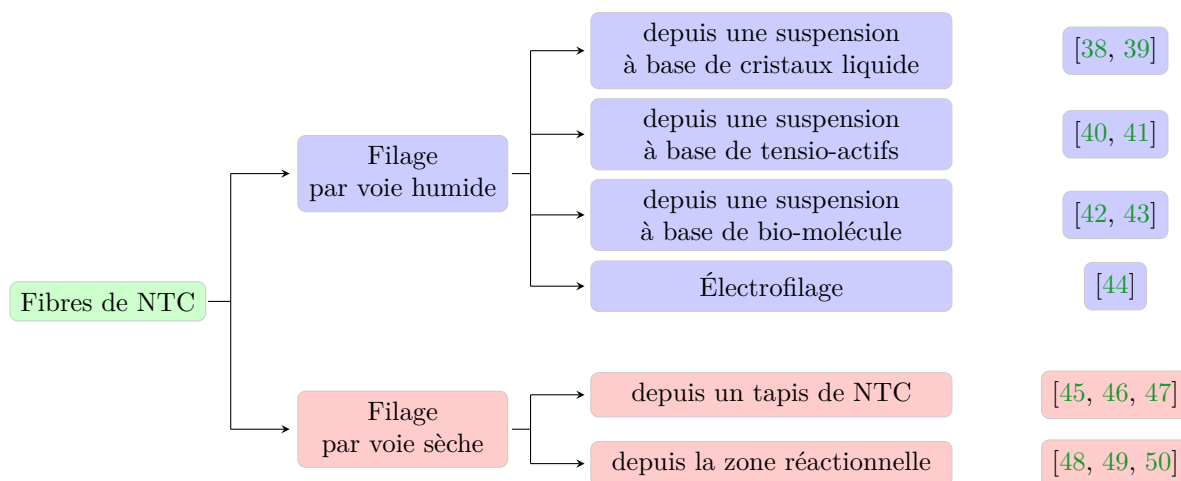 depuis une suspension
à base de cristaux liquide
[38, 39]
depuis une suspension
à base de tensio-actifs
[40, 41]
Filage
par voie humide
depuis une suspension
à base de bio-molécule
[42, 43]
Électrofilage
[44]
Fibres de NTC
depuis un tapis de NTC
[45, 46, 47]
Filage
par voie sèche
depuis la zone réactionnelle
[48, 49, 50]